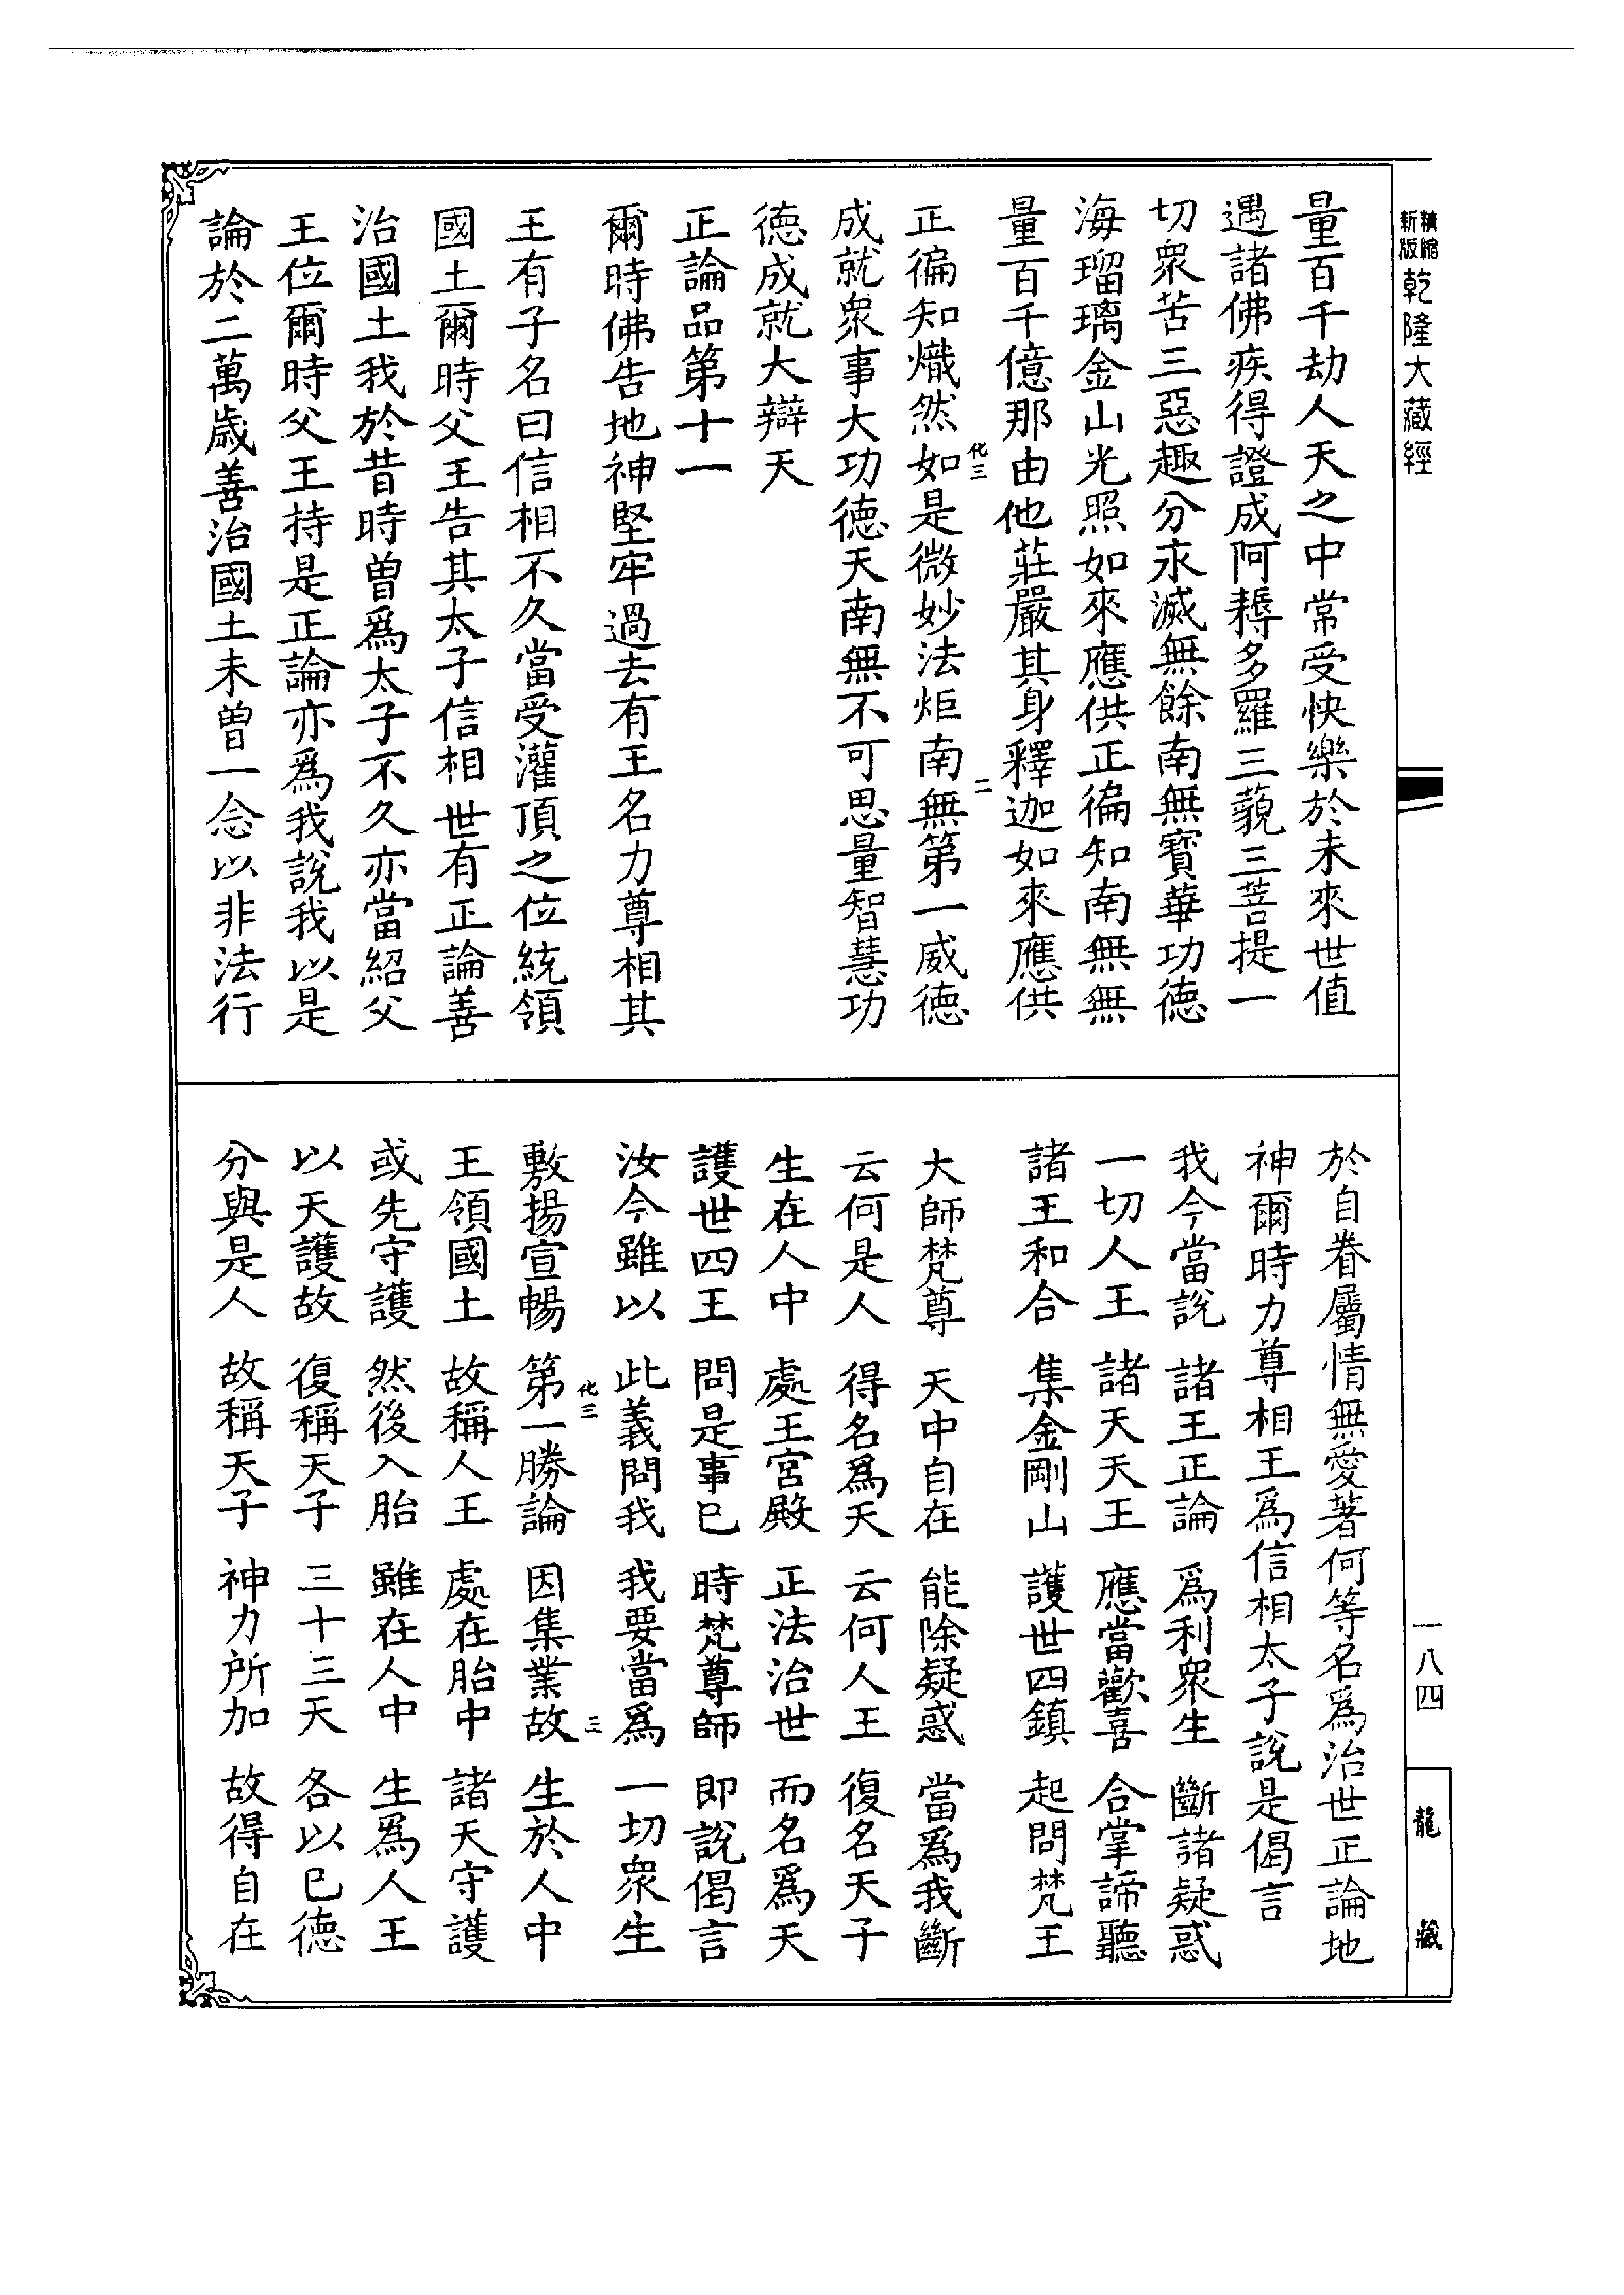 精縮新版乾隆大藏經
量百千劫人天之中常受快樂於未來世值
遇諸佛疾得證成阿耨多羅三藐三菩提一
切眾苦三惡趣分永滅無餘南無寶華功德
海瑠璃金山光照如來應供正徧知南無無
量百千億那由他莊嚴其身釋迦如來應供
化三
二
正徧知熾然如是微妙法炬南無第一威德
成就眾事大功德天南無不可思量智慧功
德成就大辯天
正論品第十一
爾時佛告地神堅牢過去有王名力尊相其
王有子名曰信相不久當受灌頂之位統領
國土爾時父王告其太子信相世有正論善
治國土我於昔時曾爲太子不久亦當紹父
王位爾時父王持是正論亦爲我說我以是
論於二萬歲善治國土未曾一念以非法行
於自眷屬情無愛著何等名爲治世正論地
神爾時力尊相王爲信相太子說是偈言
我今當說　諸王正論　爲利眾生　斷諸疑惑
一切人王　諸天天王　應當歡喜　合掌諦聽
諸王和合　集金剛山　護世四鎮　起問梵王
大師梵尊　天中自在　能除疑惑　當爲我斷
云何是人　得名爲天　云何人王　復名天子
生在人中　處王宮殿　正法治世　而名爲天
護世四王　問是事已　時梵尊師　即說偈言
汝今雖以　此義問我　我要當爲　一切眾生
化三
三
敷揚宣暢　第一勝論　因集業故　生於人中
王領國土　故稱人王　處在胎中　諸天守護
或先守護　然後入胎　雖在人中　生爲人王
以天護故　復稱天子　三十三天　各以己德
分與是人　故稱天子　神力所加　故得自在
一八四
龍藏